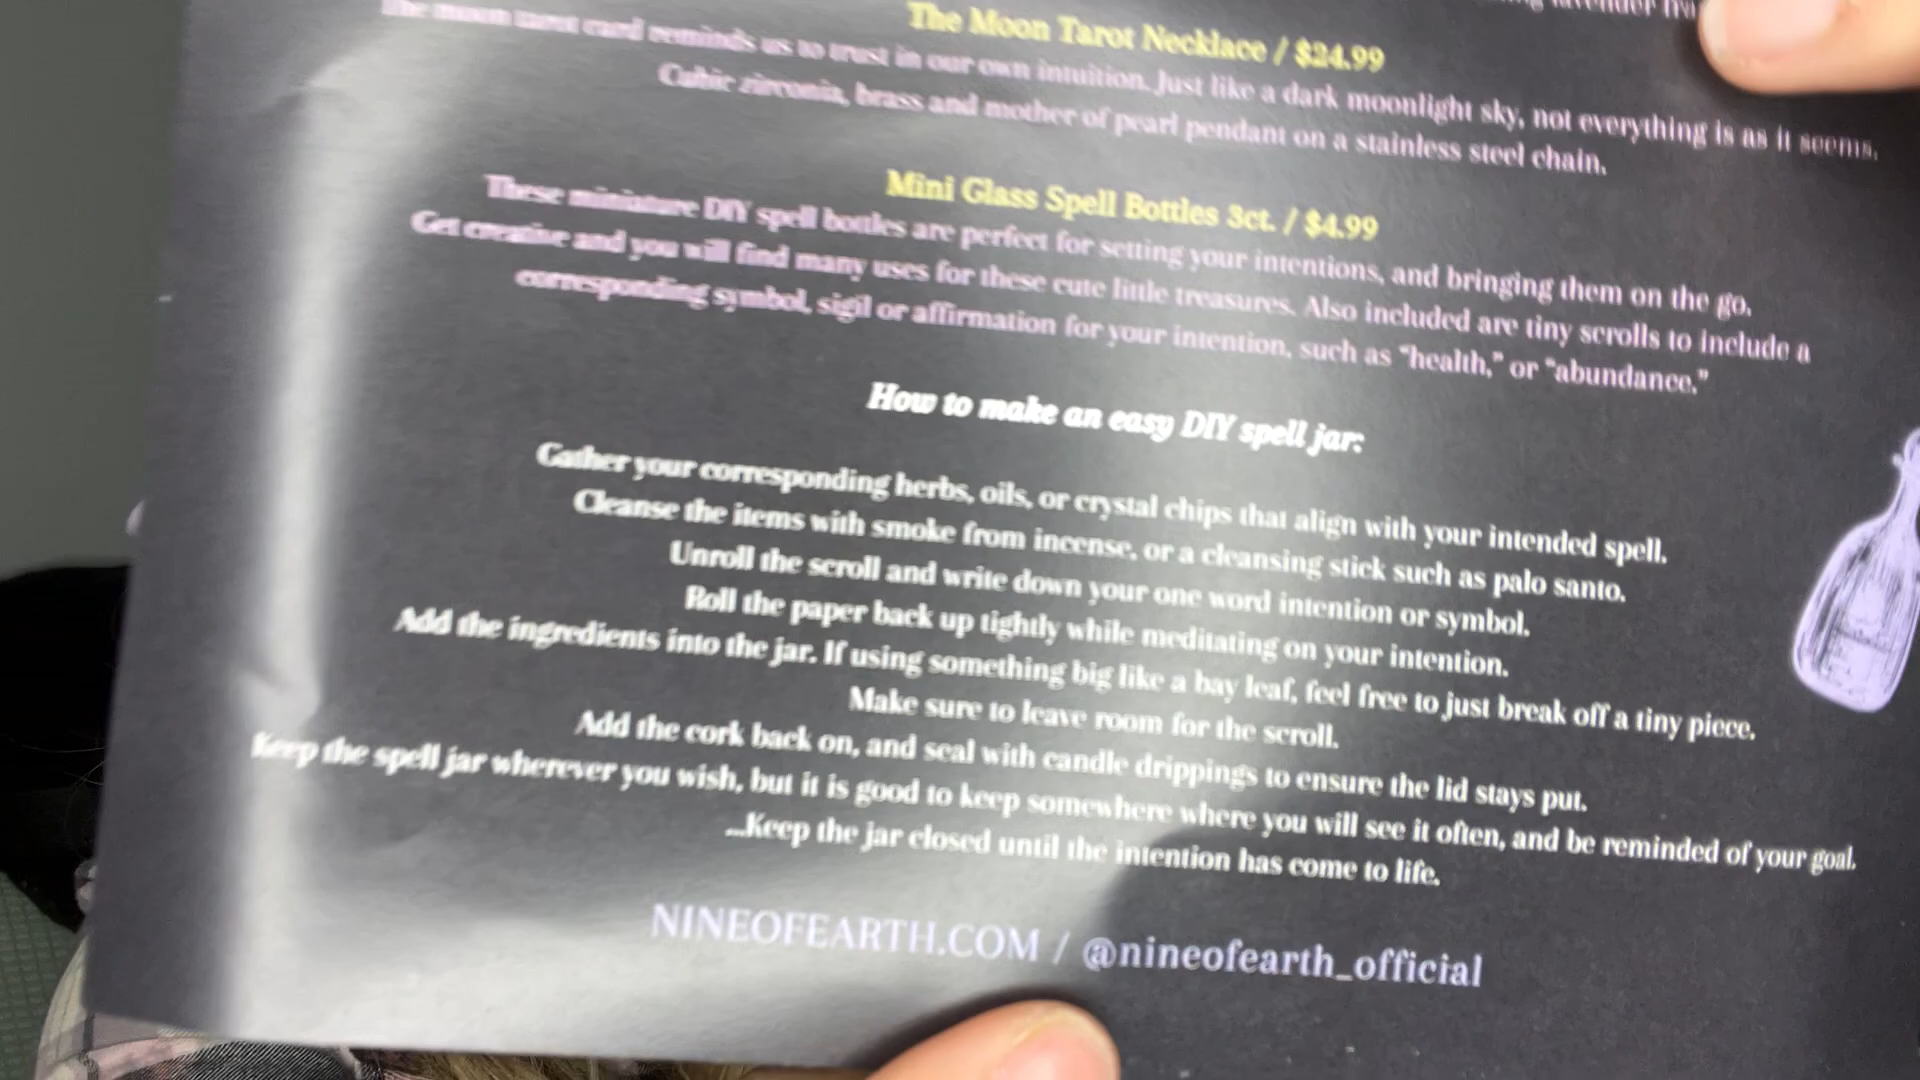 lavender
The Moon Tarot Necklace / $24.99
The moon tarot card reminds us to trust in our own intuition. Just like a dark moonlight sky, not everything is as it seems.
Cubic zirconia, brass and mother of pearl pendant on a stainless steel chain.
Mini Glass Spell Bottles 3ct. / $4.99
These miniature DIY spell bottles are perfect for setting your intentions, and bringing them on the go.
Get creative and you will find many uses for these cute little treasures. Also included are tiny scrolls to include a
corresponding symbol, sigil or affirmation for your intention, such as “health,” or “abundance.”
How to make an easy DIY spell jar:
Gather your corresponding herbs, oils, or crystal chips that align with your intended spell.
Cleanse the items with smoke from incense, or a cleansing stick such as palo santo.
Unroll the scroll and write down your one word intention or symbol.
Roll the paper back up tightly while meditating on your intention.
Add the ingredients into the jar. If using something big like a bay leaf, feel free to just break off a tiny piece.
Make sure to leave room for the scroll.
Add the cork back on, and seal with candle drippings to ensure the lid stays put.
Keep the spell jar wherever you wish, but it is good to keep somewhere where you will see it often, and be reminded of your goal.
...Keep the jar closed until the intention has come to life.
NINEOFEARTH.COM / @nineofearth_official